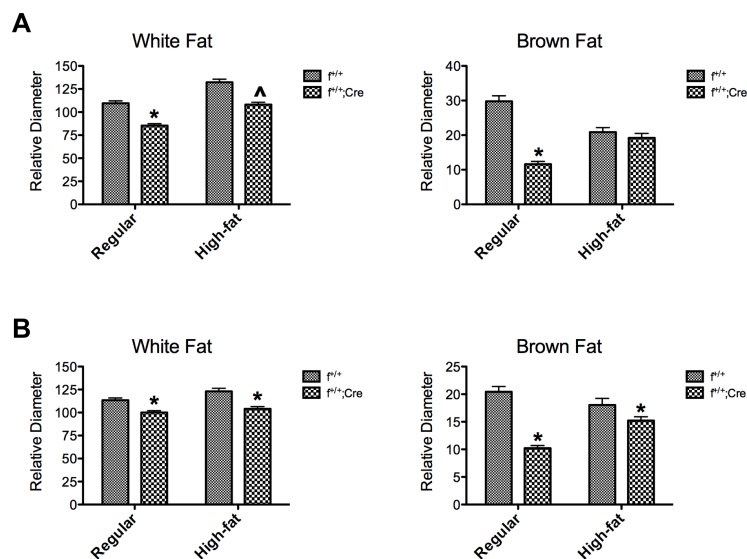 A
White Fat
Relative Diameter
150
125
100
75
50
25
0
*
^
Regular
High-fat
f+/+
f+/+;Cre
Brown Fat
Relative Diameter
40
30
20
10
0
*
Regular
High-fat
f+/+
f+/+;Cre
B
White Fat
Relative Diameter
150
125
100
75
50
25
0
*
*
Regular
High-fat
f+/+
f+/+;Cre
Brown Fat
Relative Diameter
25
20
15
10
5
0
*
*
Regular
High-fat
f+/+
f+/+;Cre